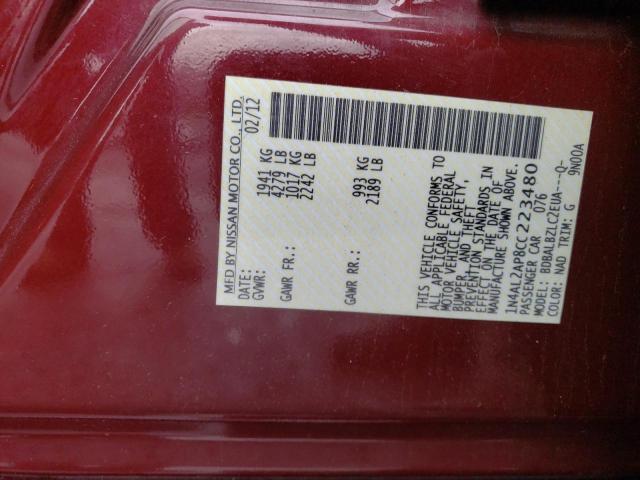 MFD BY NISSAN MOTOR CO., LTD.
DATE: 02/12
GVWR: 1941 KG
4279 LB
GAWR FR.: 1017 KG
2242 LB
GAWR RR.: 993 KG
2189 LB
THIS VEHICLE CONFORMS TO
ALL APPLICABLE FEDERAL
MOTOR VEHICLE SAFETY,
BUMPER AND THEFT
PREVENTION STANDARDS IN
EFFECT ON THE DATE OF
MANUFACTURE SHOWN ABOVE.
1N4AL2AP8CC223480
PASSENGER CAR 076
MODEL: BDBALBZLC2EUA---Q-
COLOR: NAD TRIM: G 9N00A